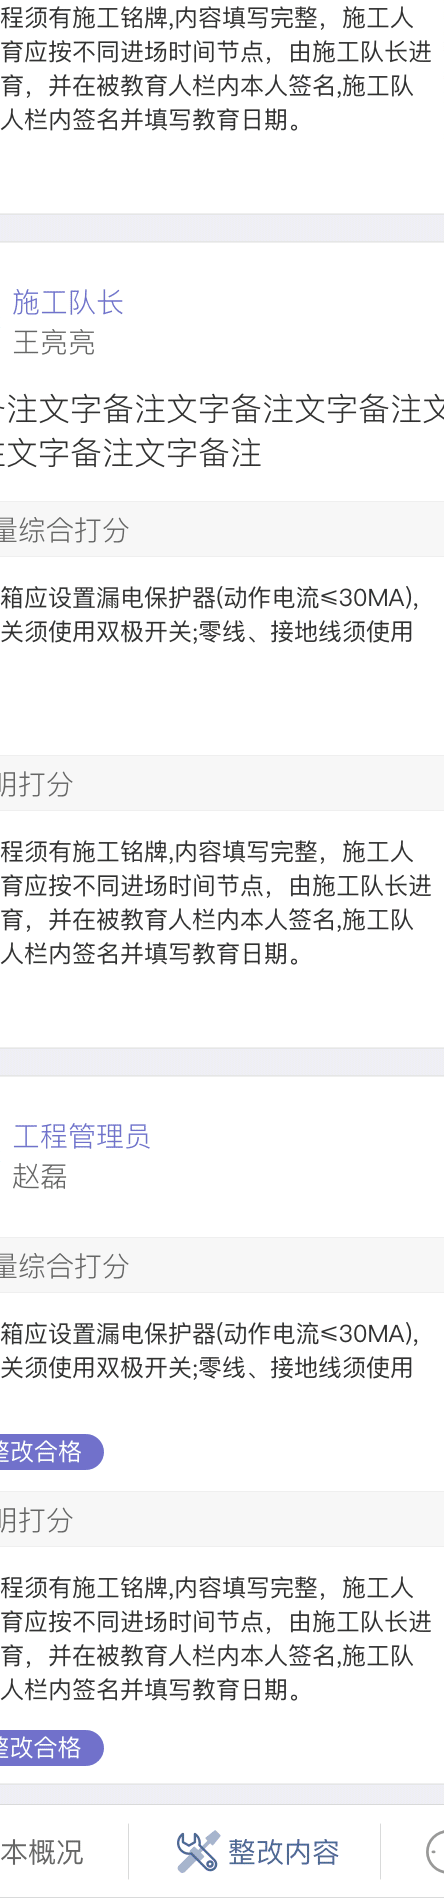 程须有施工铭牌,内容填写完整，施工人
育应按不同进场时间节点，由施工队长进
育，并在被教育人栏内本人签名,施工队
人栏内签名并填写教育日期。
施工队长
王亮亮
注文字备注文字备注文字备注文
文字备注文字备注
量综合打分
箱应设置漏电保护器(动作电流≤30MA),
关须使用双极开关;零线、接地线须使用
明打分
程须有施工铭牌,内容填写完整，施工人
育应按不同进场时间节点，由施工队长进
育，并在被教育人栏内本人签名,施工队
人栏内签名并填写教育日期。
工程管理员
赵磊
量综合打分
箱应设置漏电保护器(动作电流≤30MA),
关须使用双极开关;零线、接地线须使用
整改合格
明打分
程须有施工铭牌,内容填写完整，施工人
育应按不同进场时间节点，由施工队长进
育，并在被教育人栏内本人签名,施工队
人栏内签名并填写教育日期。
整改合格
本概况
整改内容